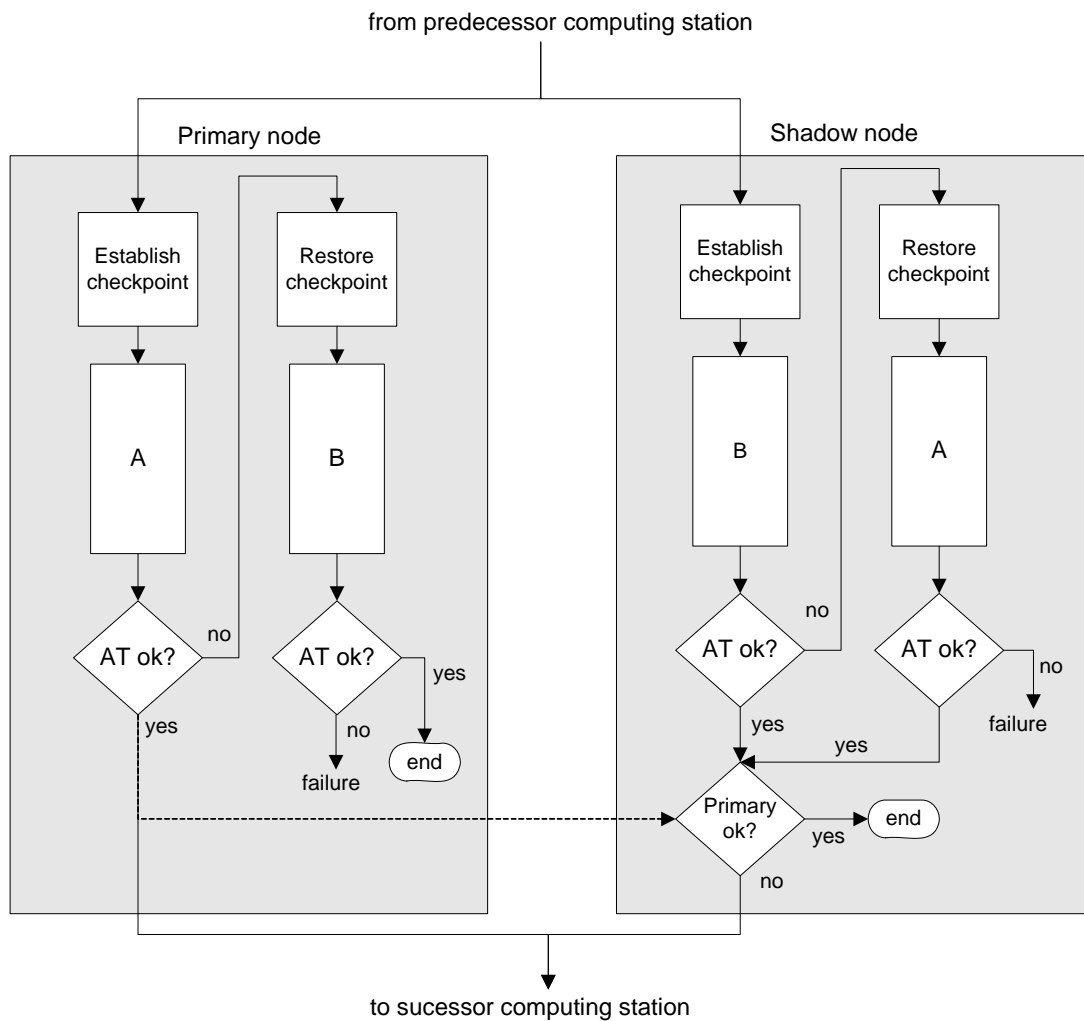 from predecessor computing station
Primary node
Shadow node
Establish
checkpoint
Restore
checkpoint
A
B
AT ok?
no
AT ok?
yes
yes
no
failure
end
Establish
checkpoint
Restore
checkpoint
B
A
AT ok?
no
AT ok?
no
failure
yes
yes
Primary
ok?
yes
end
no
to sucessor computing station